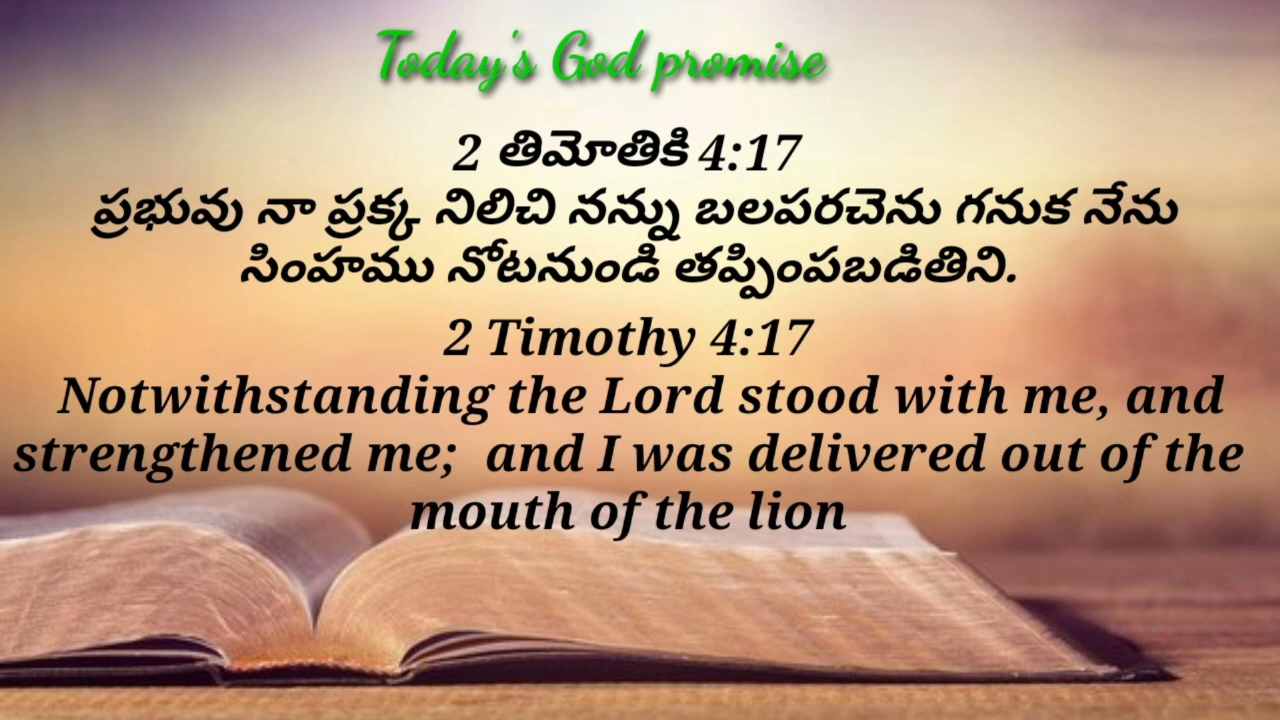 Today's God promise
2 తిమోతికి 4:17
ప్రభువు నా ప్రక్క నిలిచి నన్ను బలపరచెను గనుక నేను
సింహము నోటనుండి తప్పింపబడితిని.
2 Timothy 4:17
Notwithstanding the Lord stood with me, and
strengthened me;  and I was delivered out of the
mouth of the lion